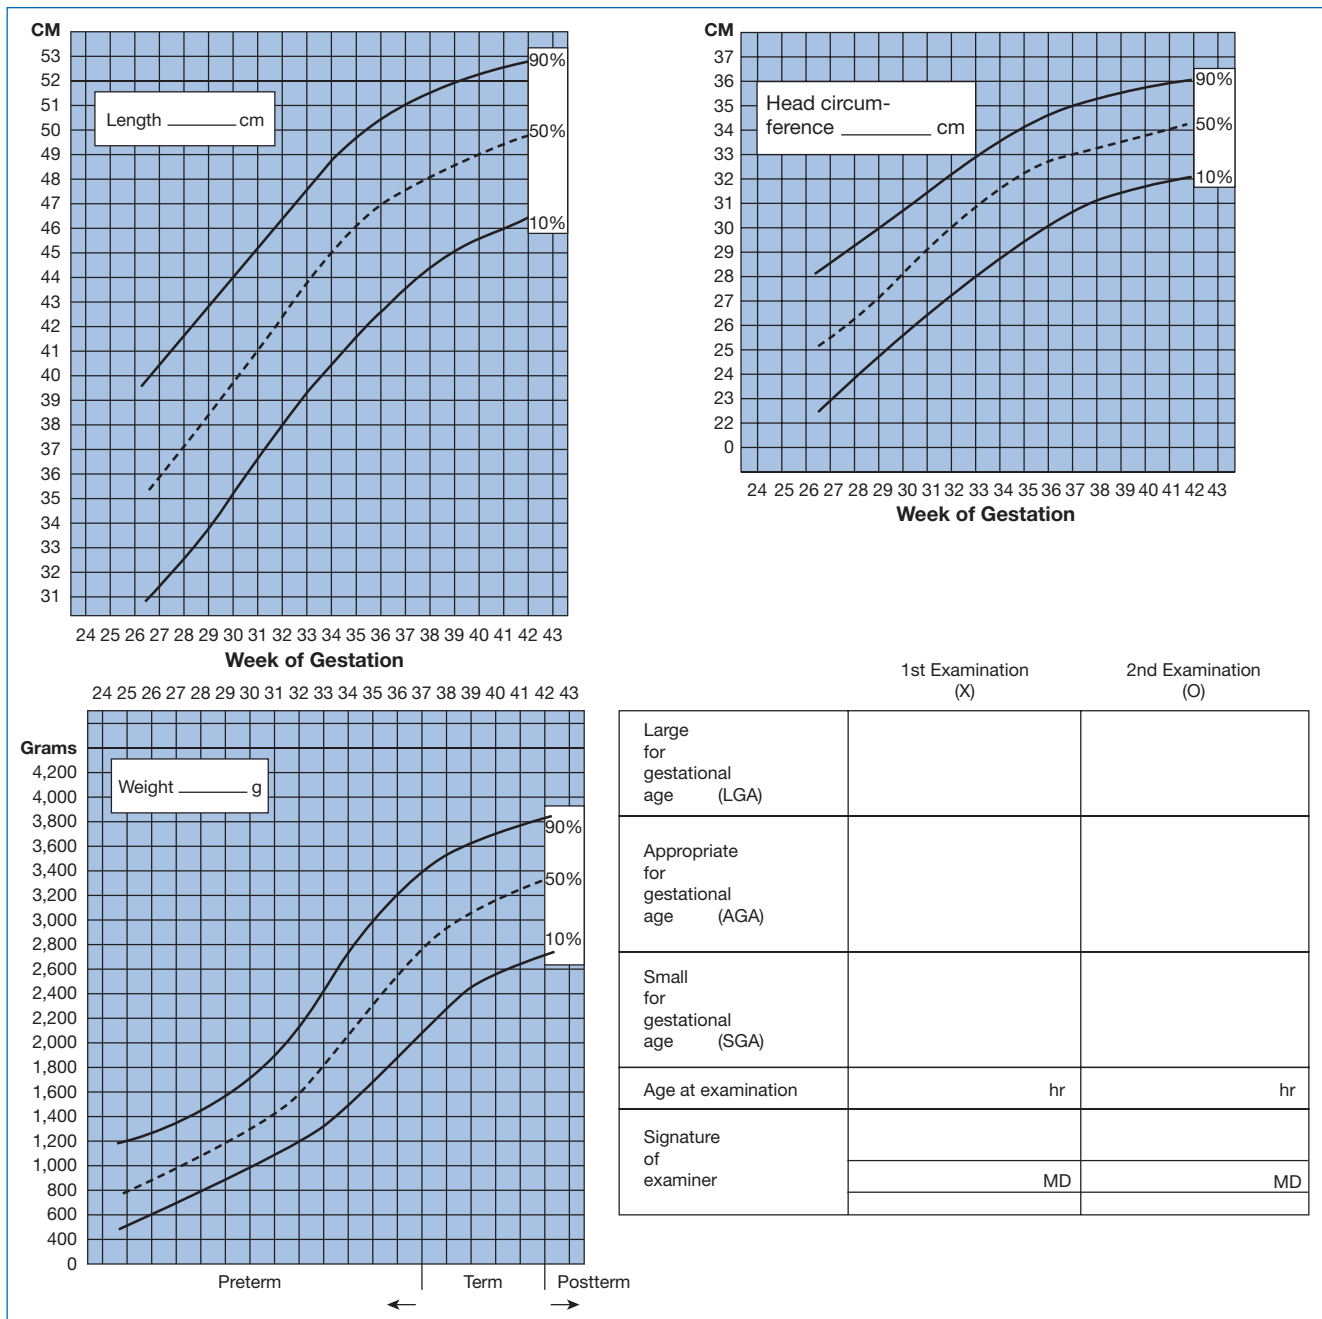 CM
53
52
51
50
49
48
47
46
45
44
43
42
41
40
39
38
37
36
35
34
33
32
31
Length ________ cm
90%
50%
10%
24 25 26 27 28 29 30 31 32 33 34 35 36 37 38 39 40 41 42 43
Week of Gestation
CM
37
36
35
34
33
32
31
30
29
28
27
26
25
24
23
22
0
Head circum-
ference __________ cm
90%
50%
10%
24 25 26 27 28 29 30 31 32 33 34 35 36 37 38 39 40 41 42 43
Week of Gestation
24 25 26 27 28 29 30 31 32 33 34 35 36 37 38 39 40 41 42 43
Grams
4,200
4,000
3,800
3,600
3,400
3,200
3,000
2,800
2,600
2,400
2,200
2,000
1,800
1,600
1,400
1,200
1,000
800
600
400
0
Weight ________ g
90%
50%
10%
Preterm
Term
Postterm
1st Examination
(X)
2nd Examination
(O)
Large
for
gestational
age (LGA)
Appropriate
for
gestational
age (AGA)
Small
for
gestational
age (SGA)
Age at examination hr hr
Signature
of
examiner MD MD